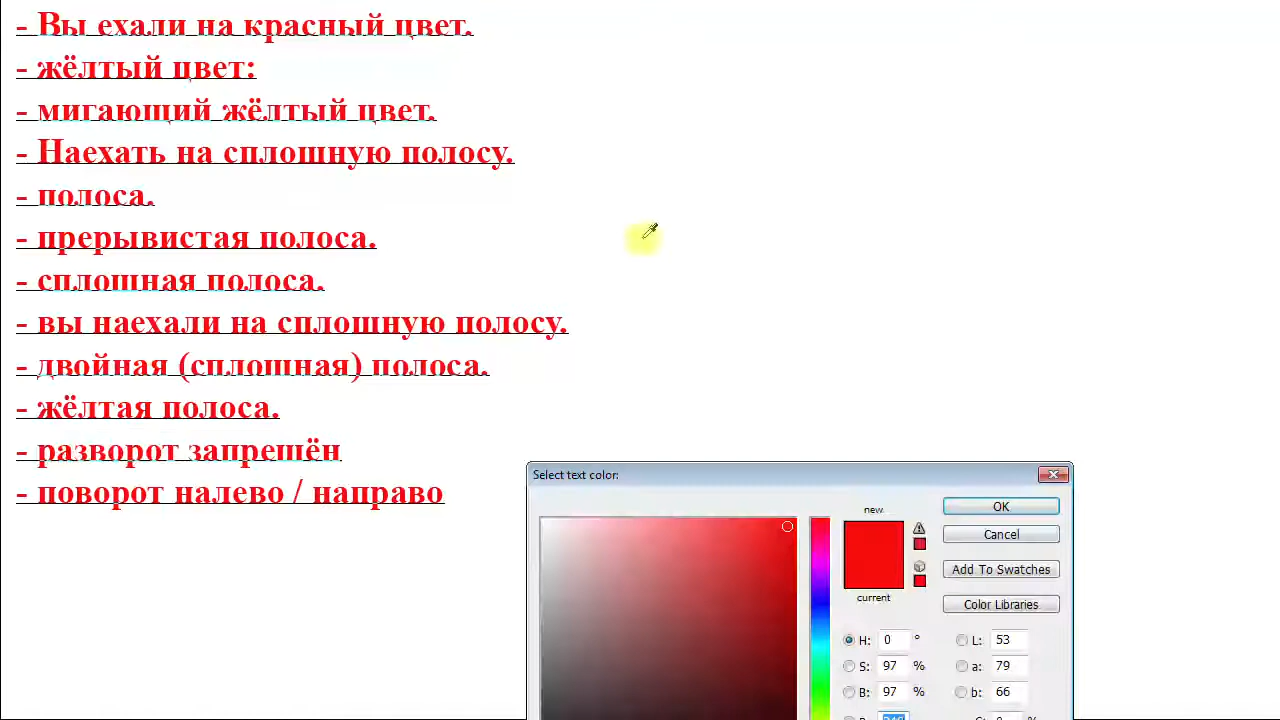 - Вы ехали на красный цвет.
- жёлтый цвет:
- мигающий жёлтый цвет.
- Наехать на сплошную полосу.
- полоса.
- прерывистая полоса.
- сплошная полоса.
- вы наехали на сплошную полосу.
- двойная (сплошная) полоса.
- жёлтая полоса.
- разворот запрещён
- поворот налево / направо
Select text color:
new
OK
Cancel
Add To Swatches
current
Color Libraries
H: 0 ° L: 53
S: 97 % a: 79
B: 97 % b: 66